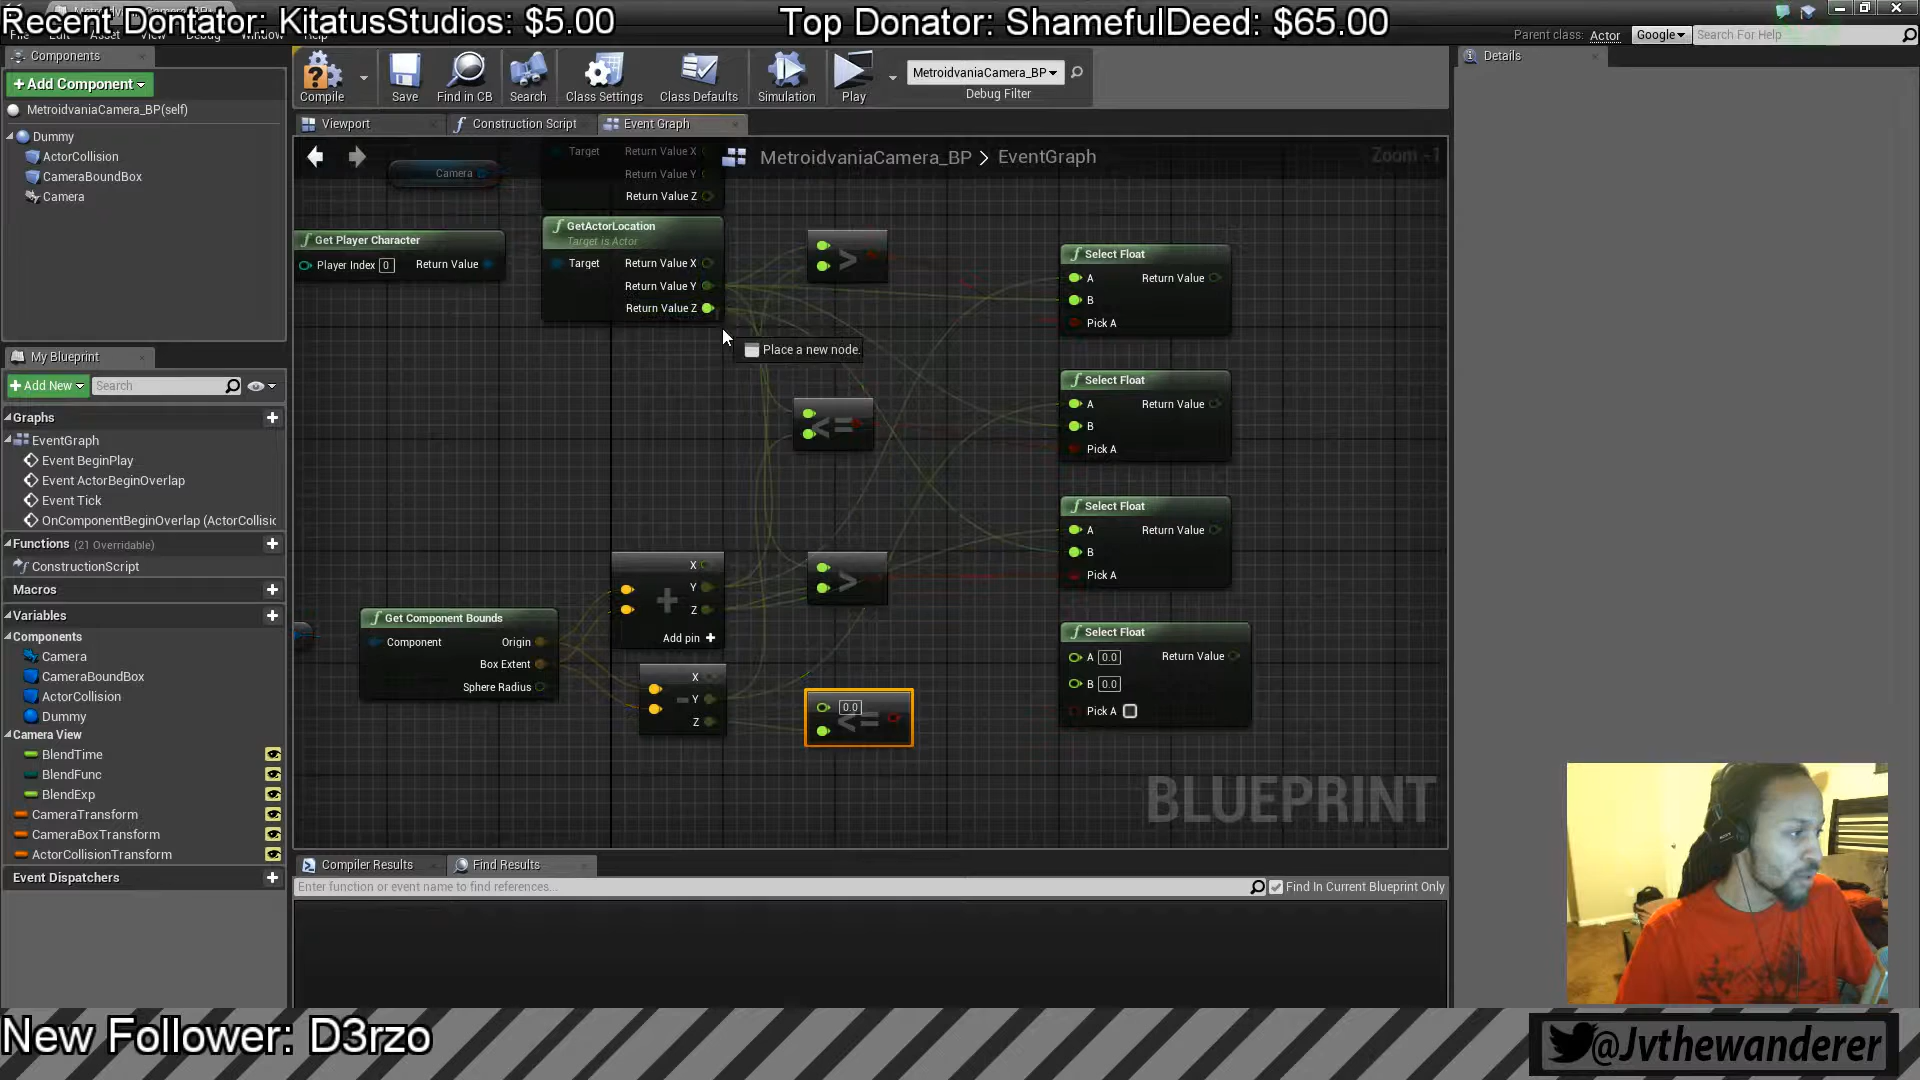 Recent Dontator: KitatusStudios: $5.00
Top Donator: ShamefulDeed: $65.00
Parent class: Actor
Google
Search For Help
Components
+ Add Component
MetroidvaniaCamera_BP(self)
Dummy
ActorCollision
CameraBoundBox
Camera
Compile
Save
Find in CB
Search
Class Settings
Class Defaults
Simulation
Play
MetroidvaniaCamera_BP
Debug Filter
Details
Viewport
Construction Script
Event Graph
MetroidvaniaCamera_BP > EventGraph
Zoom -1
Camera
Target
Return Value X
Return Value Y
Return Value Z
GetActorLocation
Target is Actor
Target
Return Value X
Return Value Y
Return Value Z
Get Player Character
Player Index 0
Return Value
Place a new node.
>
<=
>
<=
0.0
Select Float
A
Return Value
B
Pick A
Select Float
A
Return Value
B
Pick A
Select Float
A
Return Value
B
Pick A
Select Float
A 0.0
Return Value
B 0.0
Pick A
Get Component Bounds
Component
Origin
Box Extent
Sphere Radius
X
Y
Z
+
Add pin +
X
Y
Z
-
BLUEPRINT
My Blueprint
+ Add New
Search
Graphs
EventGraph
Event BeginPlay
Event ActorBeginOverlap
Event Tick
OnComponentBeginOverlap (ActorCollisic
Functions (21 Overridable)
ConstructionScript
Macros
Variables
Components
Camera
CameraBoundBox
ActorCollision
Dummy
Camera View
BlendTime
BlendFunc
BlendExp
CameraTransform
CameraBoxTransform
ActorCollisionTransform
Event Dispatchers
Compiler Results
Find Results
Enter function or event name to find references...
Find In Current Blueprint Only
New Follower: D3rzo
@Jvthewanderer